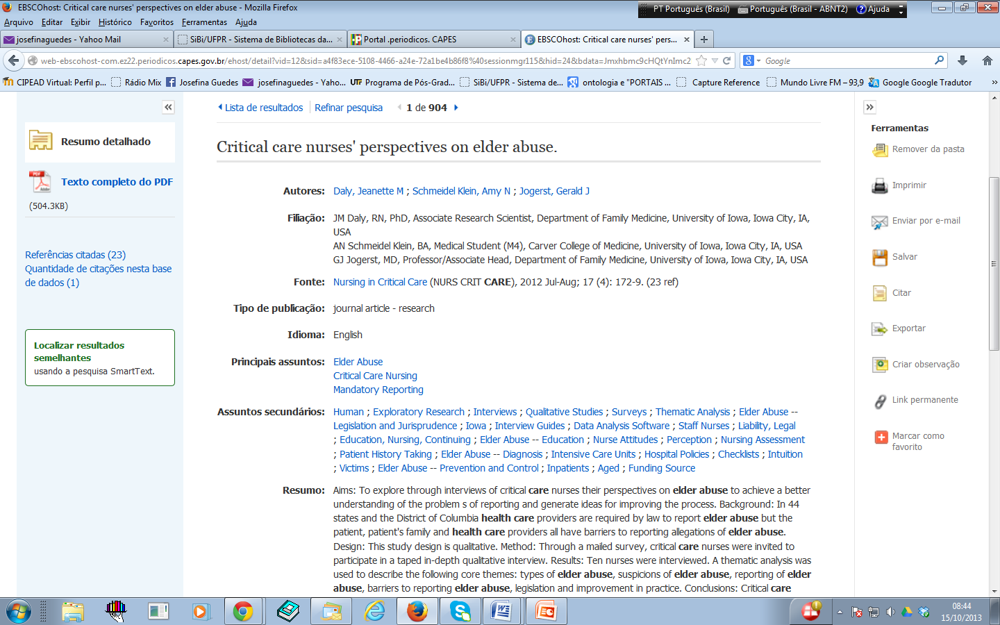 EBSCOhost: Critical care nurses' perspectives on elder abuse - Mozilla Firefox
PT Português (Brasil) Português (Brasil - ABNT2) Ajuda
Arquivo Editar Exibir Histórico Favoritos Ferramentas Ajuda
josefinaguedes - Yahoo Mail
SiBi/UFPR - Sistema de Bibliotecas da...
Portal .periodicos. CAPES
EBSCOhost: Critical care nurses' pers...
web-ebscohost-com.ez22.periodicos.capes.gov.br/ehost/detail?vid=12&sid=a4f83ece-5108-4466-a24e-72a1be4b86f8%40sessionmgr115&hid=24&bdata=Jmxhbmc9cHQtYnImc2
Google
CIPEAD Virtual: Perfil p... Rádio Mix Josefina Guedes josefinaguedes - Yaho... Programa de Pós-Grad... SiBi/UFPR - Sistema de... ontologia e "PORTAIS ... Capture Reference Mundo Livre FM – 93,9 Google Google Tradutor
Resumo detalhado
Texto completo do PDF
(504.3KB)
Referências citadas (23)
Quantidade de citações nesta base
de dados (1)
Localizar resultados
semelhantes
usando a pesquisa SmartText.
Lista de resultados Refinar pesquisa 1 de 904
Critical care nurses' perspectives on elder abuse.
Autores: Daly, Jeanette M ; Schmeidel Klein, Amy N ; Jogerst, Gerald J
Filiação: JM Daly, RN, PhD, Associate Research Scientist, Department of Family Medicine, University of Iowa, Iowa City, IA,
USA
AN Schmeidel Klein, BA, Medical Student (M4), Carver College of Medicine, University of Iowa, Iowa City, IA, USA
GJ Jogerst, MD, Professor/Associate Head, Department of Family Medicine, University of Iowa, Iowa City, IA, USA
Fonte: Nursing in Critical Care (NURS CRIT CARE), 2012 Jul-Aug; 17 (4): 172-9. (23 ref)
Tipo de publicação: journal article - research
Idioma: English
Principais assuntos: Elder Abuse
Critical Care Nursing
Mandatory Reporting
Assuntos secundários: Human ; Exploratory Research ; Interviews ; Qualitative Studies ; Surveys ; Thematic Analysis ; Elder Abuse --
Legislation and Jurisprudence ; Iowa ; Interview Guides ; Data Analysis Software ; Staff Nurses ; Liability, Legal
; Education, Nursing, Continuing ; Elder Abuse -- Education ; Nurse Attitudes ; Perception ; Nursing Assessment
; Patient History Taking ; Elder Abuse -- Diagnosis ; Intensive Care Units ; Hospital Policies ; Checklists ; Intuition
; Victims ; Elder Abuse -- Prevention and Control ; Inpatients ; Aged ; Funding Source
Resumo: Aims: To explore through interviews of critical care nurses their perspectives on elder abuse to achieve a better
understanding of the problem s of reporting and generate ideas for improving the process. Background: In 44
states and the District of Columbia health care providers are required by law to report elder abuse but the
patient, patient's family and health care providers all have barriers to reporting allegations of elder abuse.
Design: This study design is qualitative. Method: Through a mailed survey, critical care nurses were invited to
participate in a taped in-depth qualitative interview. Results: Ten nurses were interviewed. A thematic analysis was
used to describe the following core themes: types of elder abuse, suspicions of elder abuse, reporting of elder
abuse, barriers to reporting elder abuse, legislation and improvement in practice. Conclusions: Critical care
Ferramentas
Remover da pasta
Imprimir
Enviar por e-mail
Salvar
Citar
Exportar
Criar observação
Link permanente
Marcar como
favorito
08:44
15/10/2013